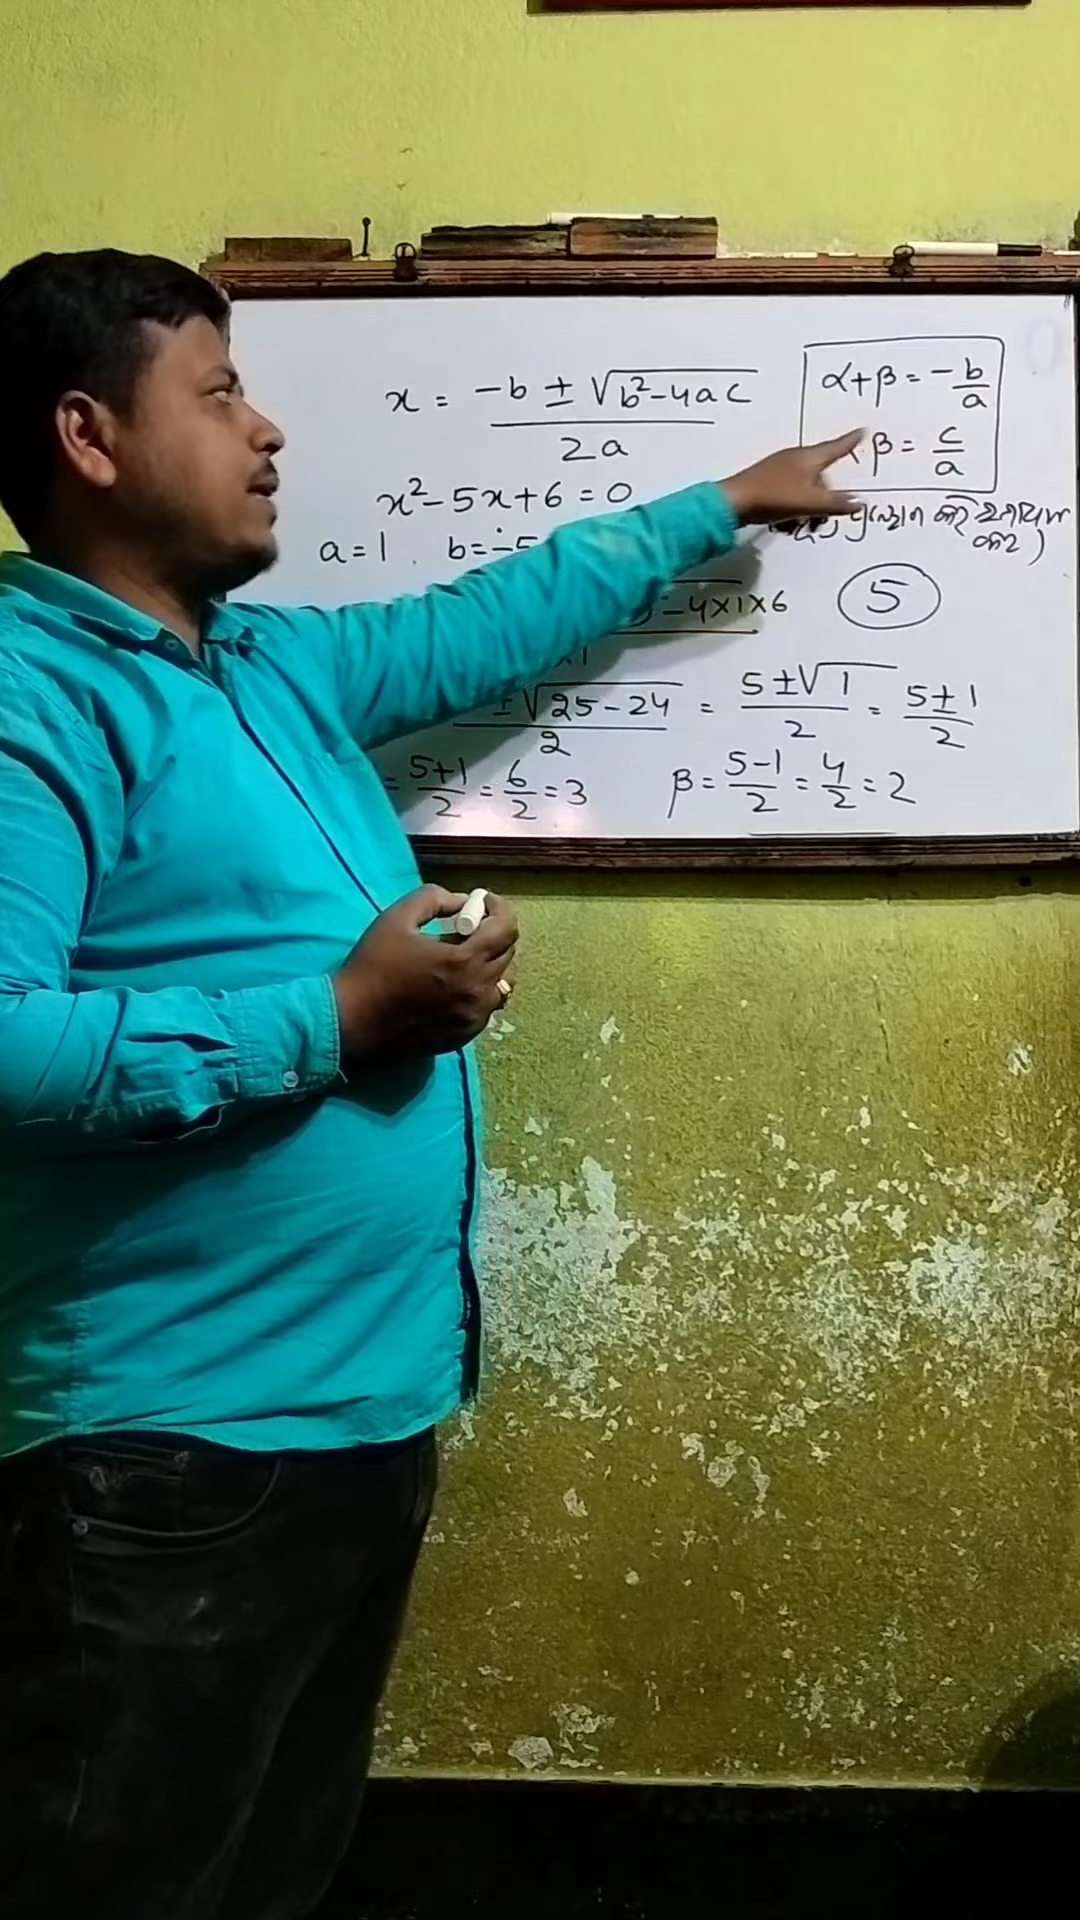 x = -b ± √b²-4ac / 2a
α+β = -b/a
β = c/a
x²-5x+6 = 0
a = 1 b = -5
-4×1×6
5
×1
± √25-24 / 2 = 5±√1 / 2 = 5±1 / 2
= 5+1 / 2 = 6/2 = 3 β = 5-1 / 2 = 4/2 = 2